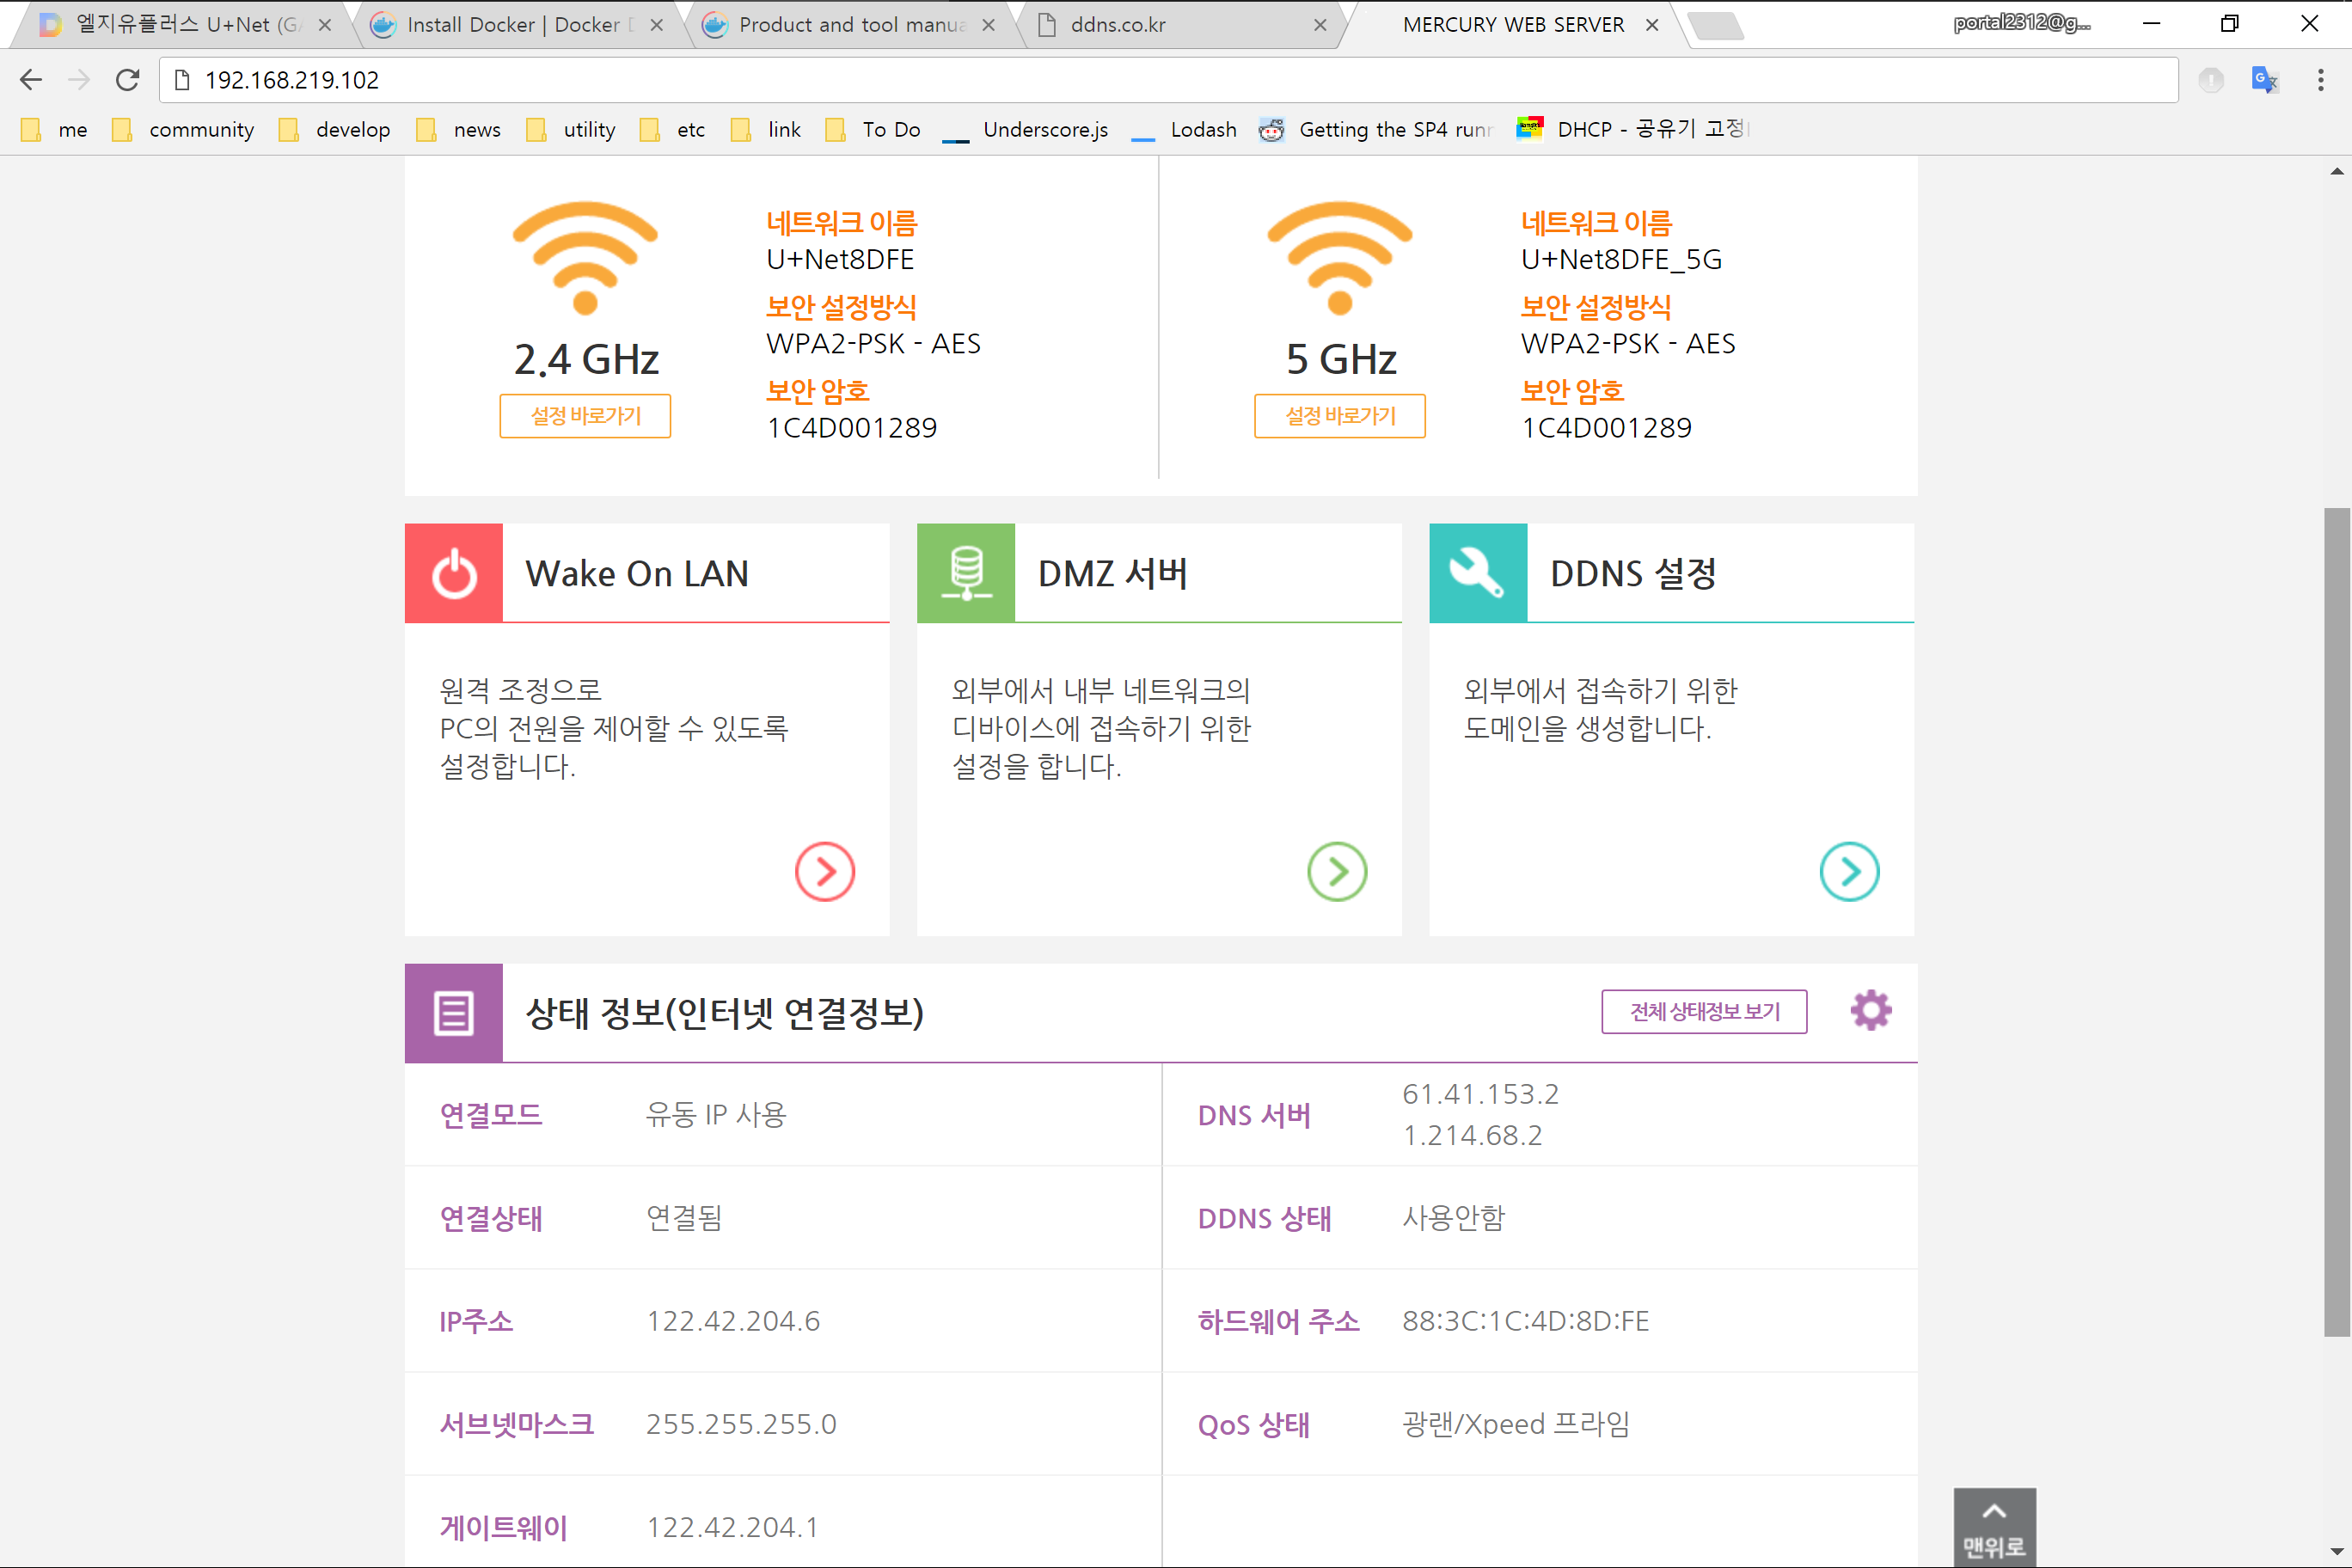 엘지유플러스 U+Net (G
Install Docker | Docker
Product and tool manua
ddns.co.kr
MERCURY WEB SERVER
portal2312@g...
192.168.219.102
me
community
develop
news
utility
etc
link
To Do
Underscore.js
Lodash
Getting the SP4 run
DHCP - 공유기 고정
2.4 GHz
설정 바로가기
네트워크 이름
U+Net8DFE
보안 설정방식
WPA2-PSK - AES
보안 암호
1C4D001289
5 GHz
설정 바로가기
네트워크 이름
U+Net8DFE_5G
보안 설정방식
WPA2-PSK - AES
보안 암호
1C4D001289
Wake On LAN
원격 조정으로
PC의 전원을 제어할 수 있도록
설정합니다.
DMZ 서버
외부에서 내부 네트워크의
디바이스에 접속하기 위한
설정을 합니다.
DDNS 설정
외부에서 접속하기 위한
도메인을 생성합니다.
상태 정보(인터넷 연결정보)
전체 상태정보 보기
연결모드 유동 IP 사용
DNS 서버 61.41.153.2
1.214.68.2
연결상태 연결됨
DDNS 상태 사용안함
IP주소 122.42.204.6
하드웨어 주소 88:3C:1C:4D:8D:FE
서브넷마스크 255.255.255.0
QoS 상태 광랜/Xpeed 프라임
게이트웨이 122.42.204.1
맨위로